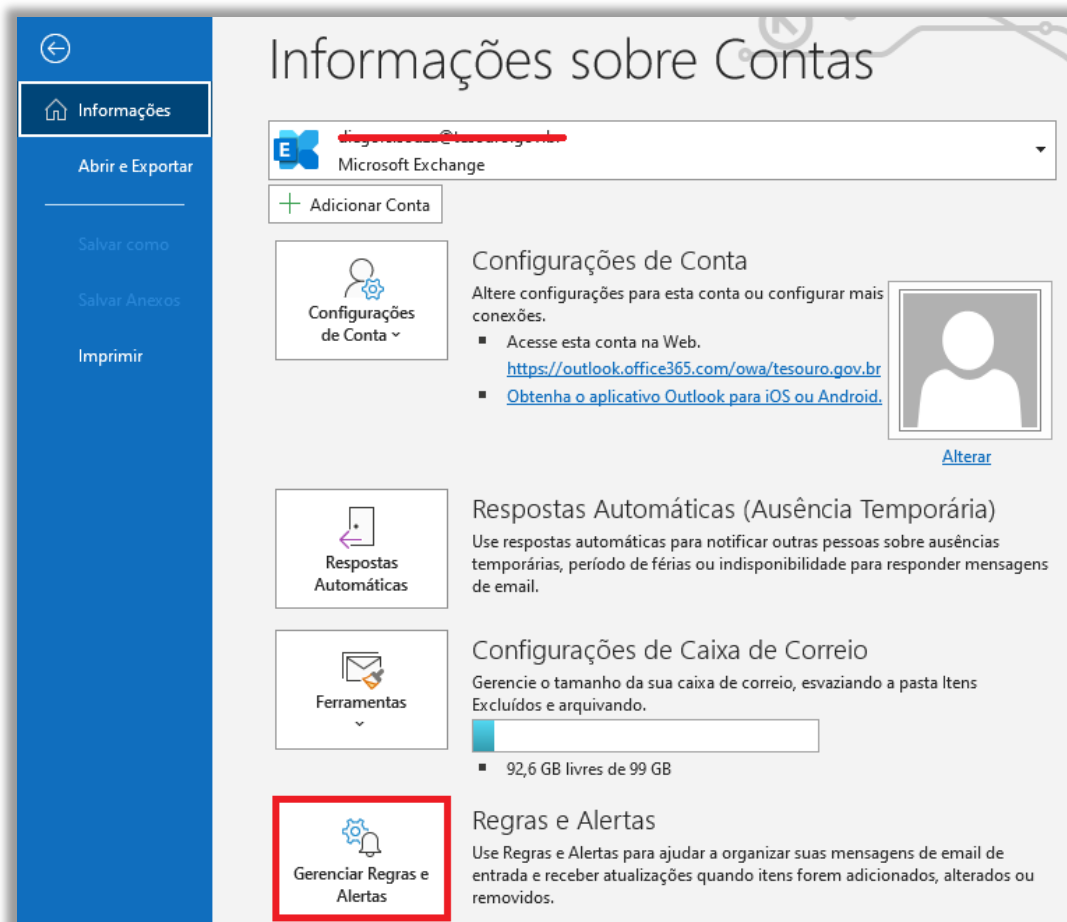 Informações sobre Contas
Informações
Abrir e Exportar
Salvar como
Salvar Anexos
Imprimir
Microsoft Exchange
Adicionar Conta
Configurações
de Conta
Configurações de Conta
Altere configurações para esta conta ou configurar mais
conexões.
Acesse esta conta na Web.
https://outlook.office365.com/owa/tesouro.gov.br
Obtenha o aplicativo Outlook para iOS ou Android.
Alterar
Respostas
Automáticas
Respostas Automáticas (Ausência Temporária)
Use respostas automáticas para notificar outras pessoas sobre ausências
temporárias, período de férias ou indisponibilidade para responder mensagens
de email.
Ferramentas
Configurações de Caixa de Correio
Gerencie o tamanho da sua caixa de correio, esvaziando a pasta Itens
Excluídos e arquivando.
92,6 GB livres de 99 GB
Gerenciar Regras e
Alertas
Regras e Alertas
Use Regras e Alertas para ajudar a organizar suas mensagens de email de
entrada e receber atualizações quando itens forem adicionados, alterados ou
removidos.